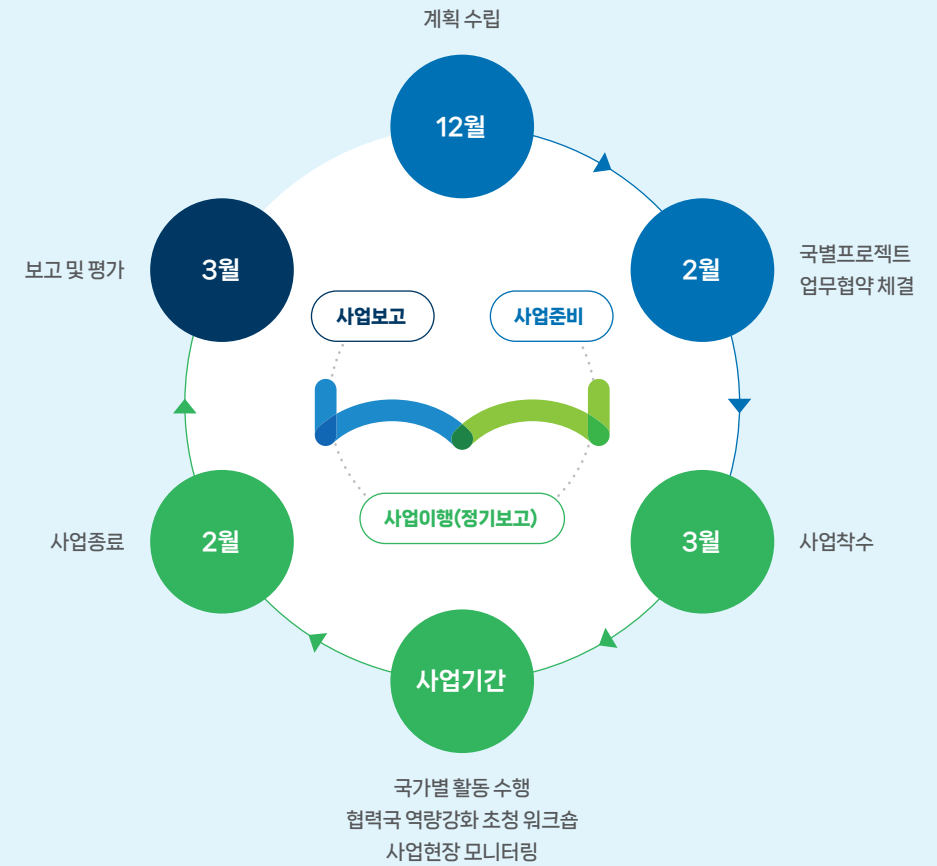 계획 수립
12월
2월
국별프로젝트
업무협약 체결
3월
보고 및 평가
사업보고
사업준비
사업이행(정기보고)
3월
사업착수
2월
사업종료
사업기간
국가별 활동 수행
협력국 역량강화 초청 워크숍
사업현장 모니터링